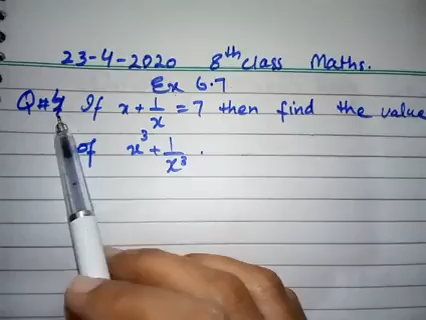 23-4-2020 8th Class Maths.
Ex 6.7
Q#4 If x + 1/x = 7 then find the value
of x³ + 1/x³ .